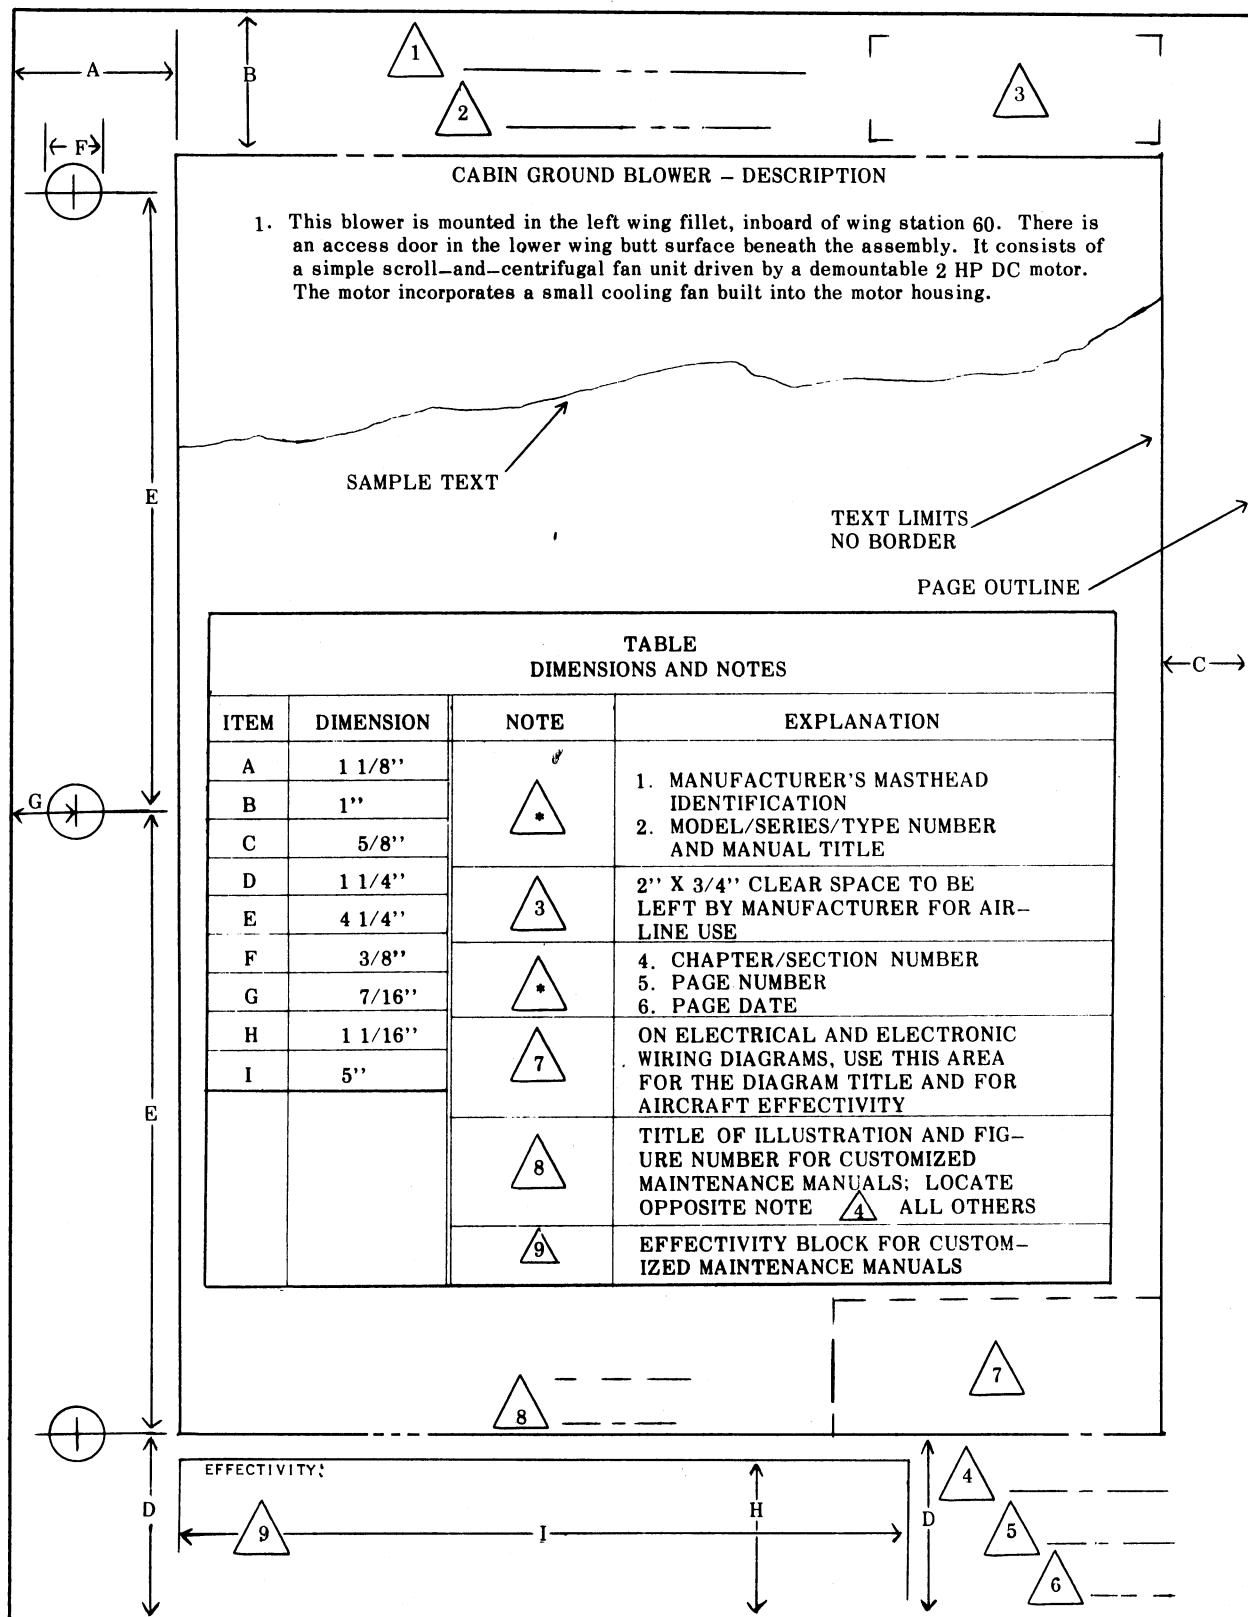 A
B
1
2
3
F
CABIN GROUND BLOWER – DESCRIPTION
1. This blower is mounted in the left wing fillet, inboard of wing station 60. There is
an access door in the lower wing butt surface beneath the assembly. It consists of
a simple scroll–and–centrifugal fan unit driven by a demountable 2 HP DC motor.
The motor incorporates a small cooling fan built into the motor housing.
SAMPLE TEXT
E
TEXT LIMITS
NO BORDER
PAGE OUTLINE
C
TABLE
DIMENSIONS AND NOTES
ITEM DIMENSION NOTE EXPLANATION
A 1 1/8''
B 1''
C 5/8''
D 1 1/4''
E 4 1/4''
F 3/8''
G 7/16''
H 1 1/16''
I 5''
*
1. MANUFACTURER'S MASTHEAD
IDENTIFICATION
2. MODEL/SERIES/TYPE NUMBER
AND MANUAL TITLE
3
2'' X 3/4'' CLEAR SPACE TO BE
LEFT BY MANUFACTURER FOR AIR–
LINE USE
*
4. CHAPTER/SECTION NUMBER
5. PAGE NUMBER
6. PAGE DATE
7
ON ELECTRICAL AND ELECTRONIC
WIRING DIAGRAMS, USE THIS AREA
FOR THE DIAGRAM TITLE AND FOR
AIRCRAFT EFFECTIVITY
8
TITLE OF ILLUSTRATION AND FIG–
URE NUMBER FOR CUSTOMIZED
MAINTENANCE MANUALS; LOCATE
OPPOSITE NOTE 4 ALL OTHERS
9
EFFECTIVITY BLOCK FOR CUSTOM–
IZED MAINTENANCE MANUALS
G
E
7
8
EFFECTIVITY:
D
9
I
H
D
4
5
6